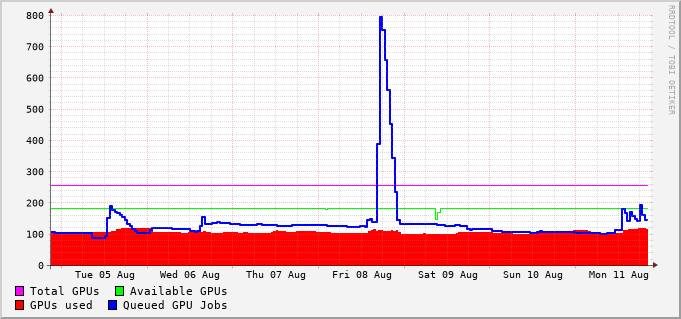 800
700
600
500
400
300
200
100
0
Tue 05 Aug Wed 06 Aug Thu 07 Aug Fri 08 Aug Sat 09 Aug Sun 10 Aug Mon 11 Aug
Total GPUs Available GPUs
GPUs used Queued GPU Jobs
RRDTOOL / TOBI OETIKER